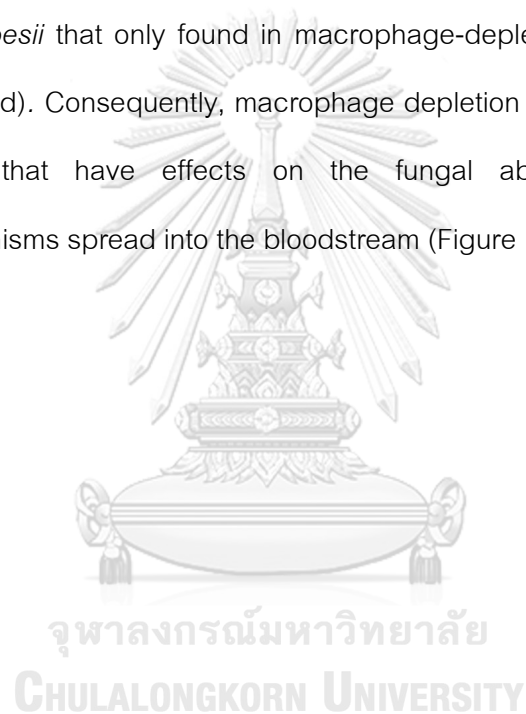 oesii that only found in macrophage-deple
d). Consequently, macrophage depletion
that have effects on the fungal ab
isms spread into the bloodstream (Figure
จุฬาลงกรณ์มหาวิทยาลัย
CHULALONGKORN UNIVERSITY